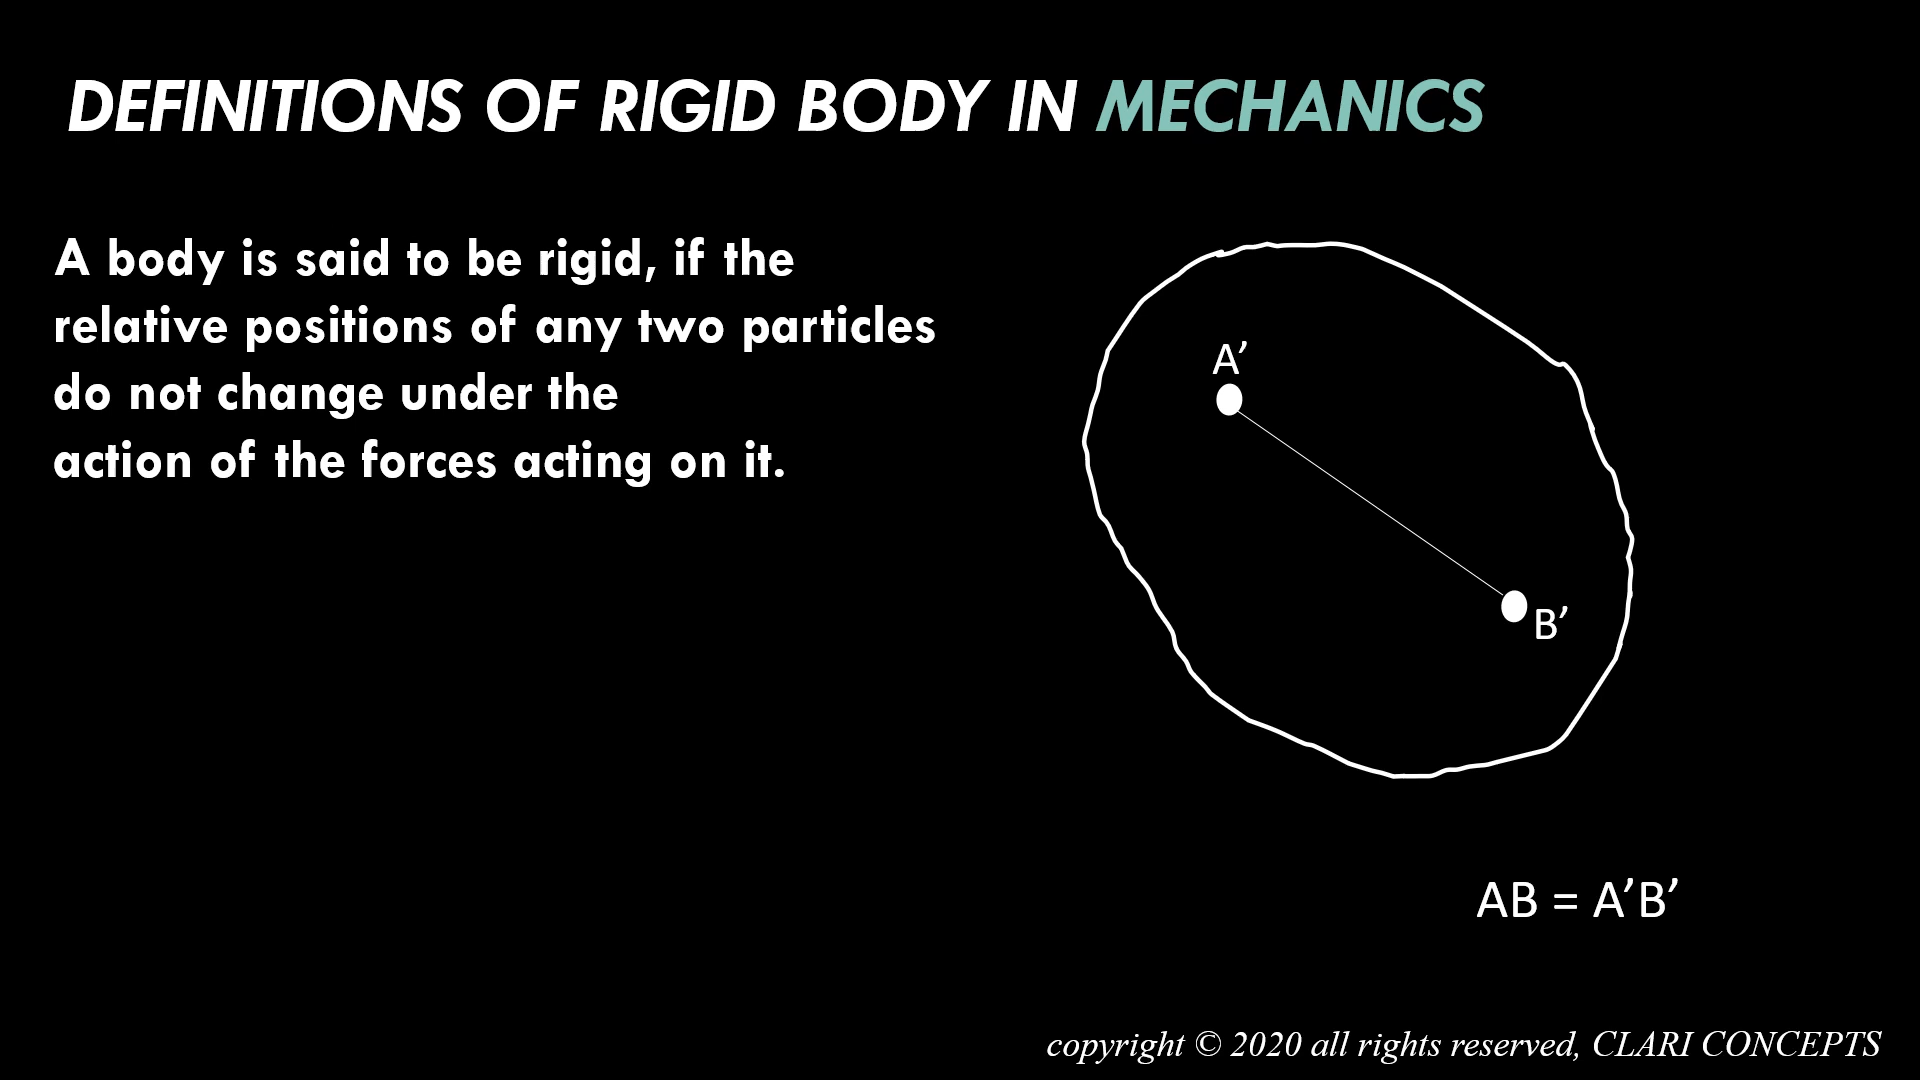 DEFINITIONS OF RIGID BODY IN MECHANICS
A body is said to be rigid, if the
relative positions of any two particles
do not change under the
action of the forces acting on it.
A’
B’
AB = A’B’
copyright © 2020 all rights reserved, CLARI CONCEPTS